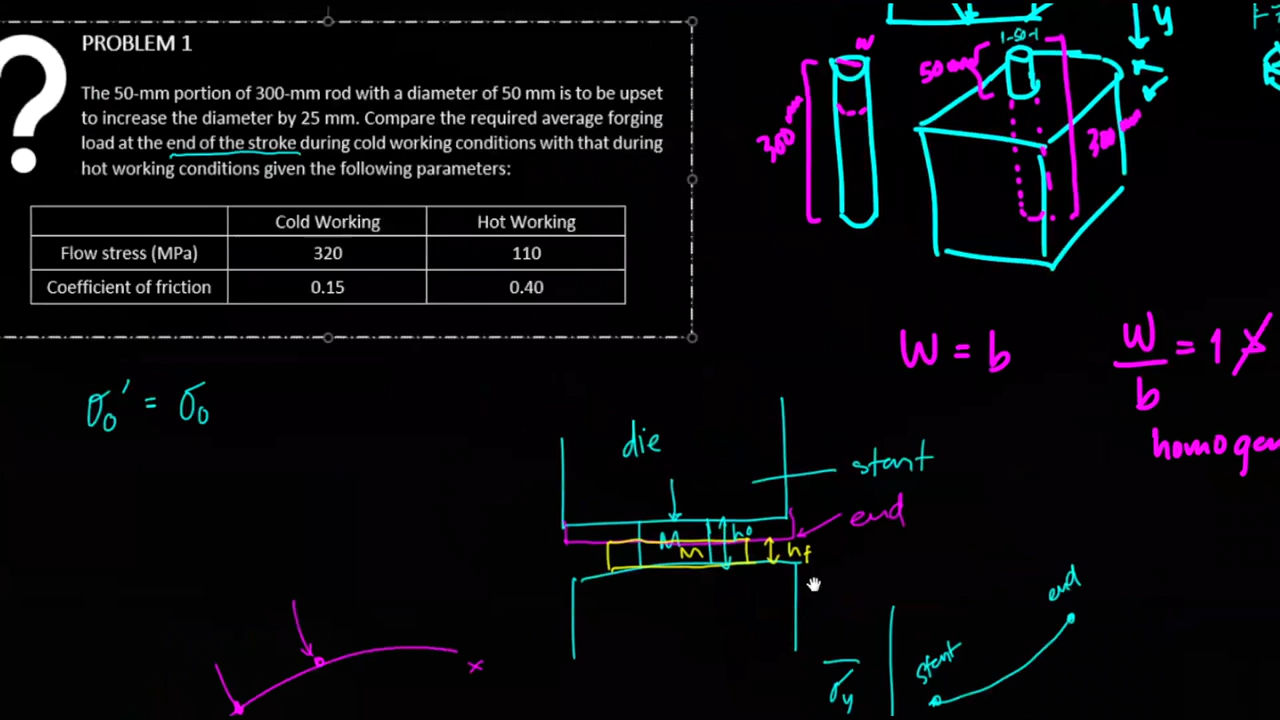 ?
PROBLEM 1
The 50-mm portion of 300-mm rod with a diameter of 50 mm is to be upset
to increase the diameter by 25 mm. Compare the required average forging
load at the end of the stroke during cold working conditions with that during
hot working conditions given the following parameters:
Cold Working Hot Working
Flow stress (MPa) 320 110
Coefficient of friction 0.15 0.40
σ₀' = σ₀
w
300mm
50mm
1-50-1
300mm
y
W = b
W/b = 1 X
homogen
die
start
end
M
M
h₀
hf
x
σ̅y
start
end